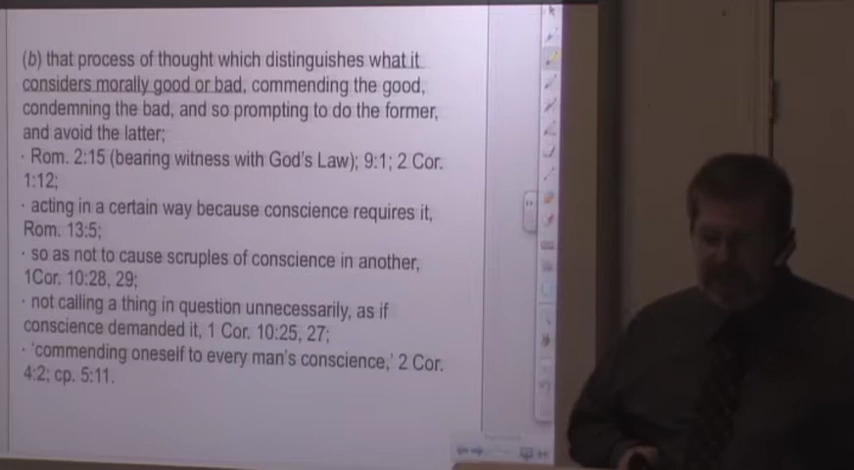 (b) that process of thought which distinguishes what it
considers morally good or bad, commending the good,
condemning the bad, and so prompting to do the former,
and avoid the latter;
· Rom. 2:15 (bearing witness with God's Law); 9:1; 2 Cor.
1:12;
· acting in a certain way because conscience requires it,
Rom. 13:5;
· so as not to cause scruples of conscience in another,
1Cor. 10:28, 29;
· not calling a thing in question unnecessarily, as if
conscience demanded it, 1 Cor. 10:25, 27;
· 'commending oneself to every man's conscience,' 2 Cor.
4:2; cp. 5:11.